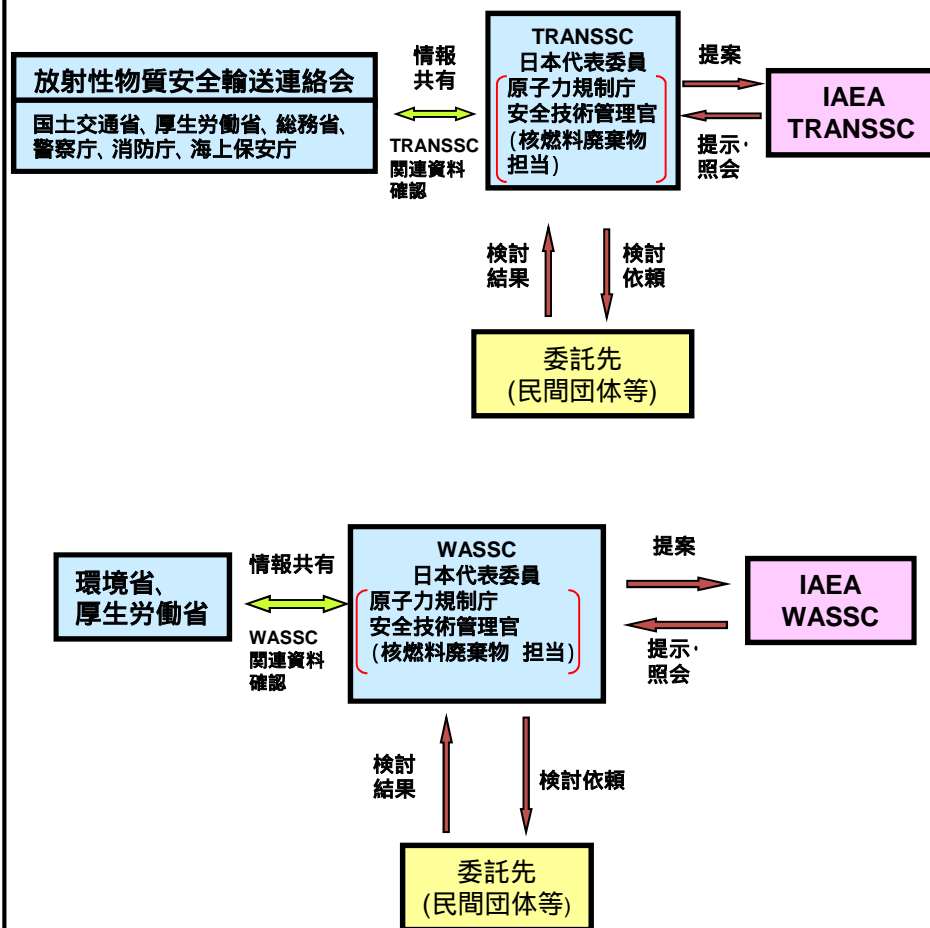 放射性物質安全輸送連絡会
国土交通省、厚生労働省、総務省、
警察庁、消防庁、海上保安庁
情報
共有
TRANSSC
関連資料
確認
TRANSSC
日本代表委員
原子力規制庁
安全技術管理官
(核燃料廃棄物
担当)
提案
提示・
照会
IAEA
TRANSSC
検討
結果
検討
依頼
委託先
(民間団体等)
環境省、
厚生労働省
情報共有
WASSC
関連資料
確認
WASSC
日本代表委員
原子力規制庁
安全技術管理官
(核燃料廃棄物 担当)
提案
提示・
照会
IAEA
WASSC
検討
結果
検討依頼
委託先
(民間団体等)